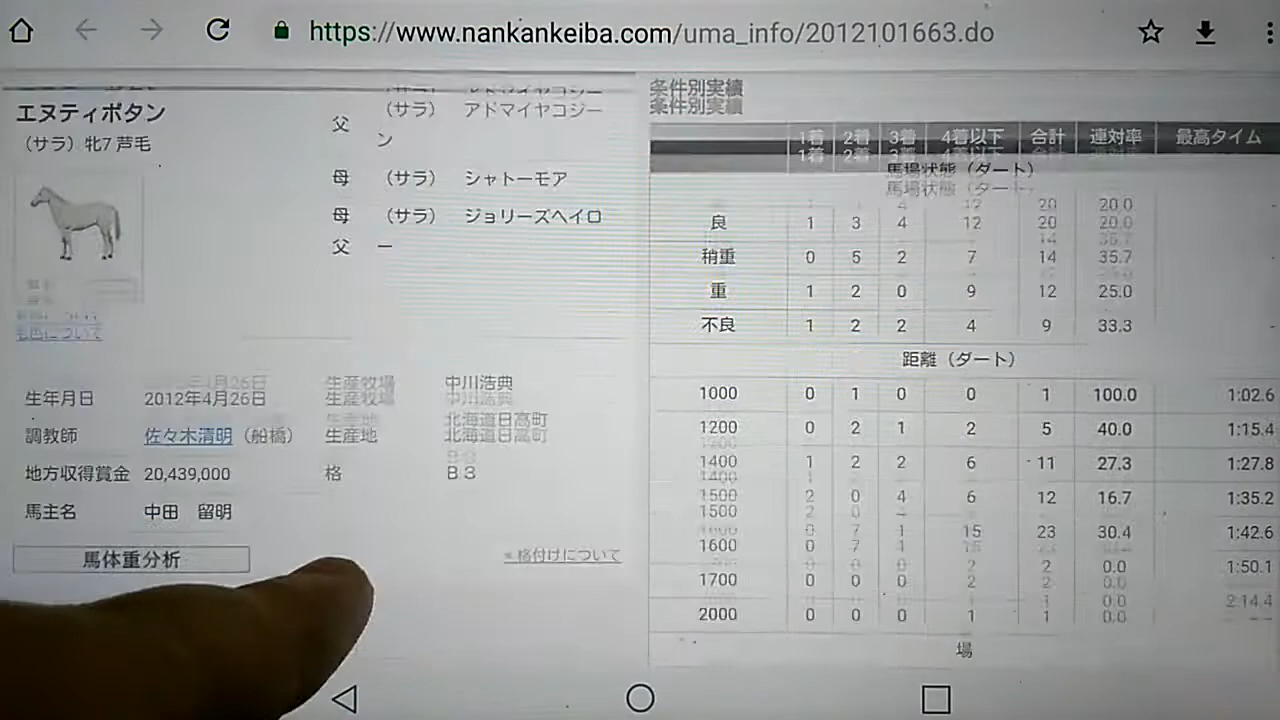 https://www.nankankeiba.com/uma_info/2012101663.do
エヌティボタン
（サラ）牝7 芦毛
父 （サラ） アドマイヤコジーン
母 （サラ） シャトーモア
母父 （サラ） ジョリーズヘイロー
毛色について
生年月日 2012年4月26日 生産牧場 中川浩典
調教師 佐々木清明（船橋） 生産地 北海道日高町
地方収得賞金 20,439,000 格 B3
馬主名 中田 留明
馬体重分析
＊格付けについて
条件別実績
1着 2着 3着 4着以下 合計 連対率 最高タイム
馬場状態（ダート）
良 1 3 4 12 20 20.0
稍重 0 5 2 7 14 35.7
重 1 2 0 9 12 25.0
不良 1 2 2 4 9 33.3
距離（ダート）
1000 0 1 0 0 1 100.0 1:02.6
1200 0 2 1 2 5 40.0 1:15.4
1400 1 2 2 6 11 27.3 1:27.8
1500 2 0 4 6 12 16.7 1:35.2
1600 0 7 1 15 23 30.4 1:42.6
1700 0 0 0 2 2 0.0 1:50.1
2000 0 0 0 1 1 0.0 2:14.4
場